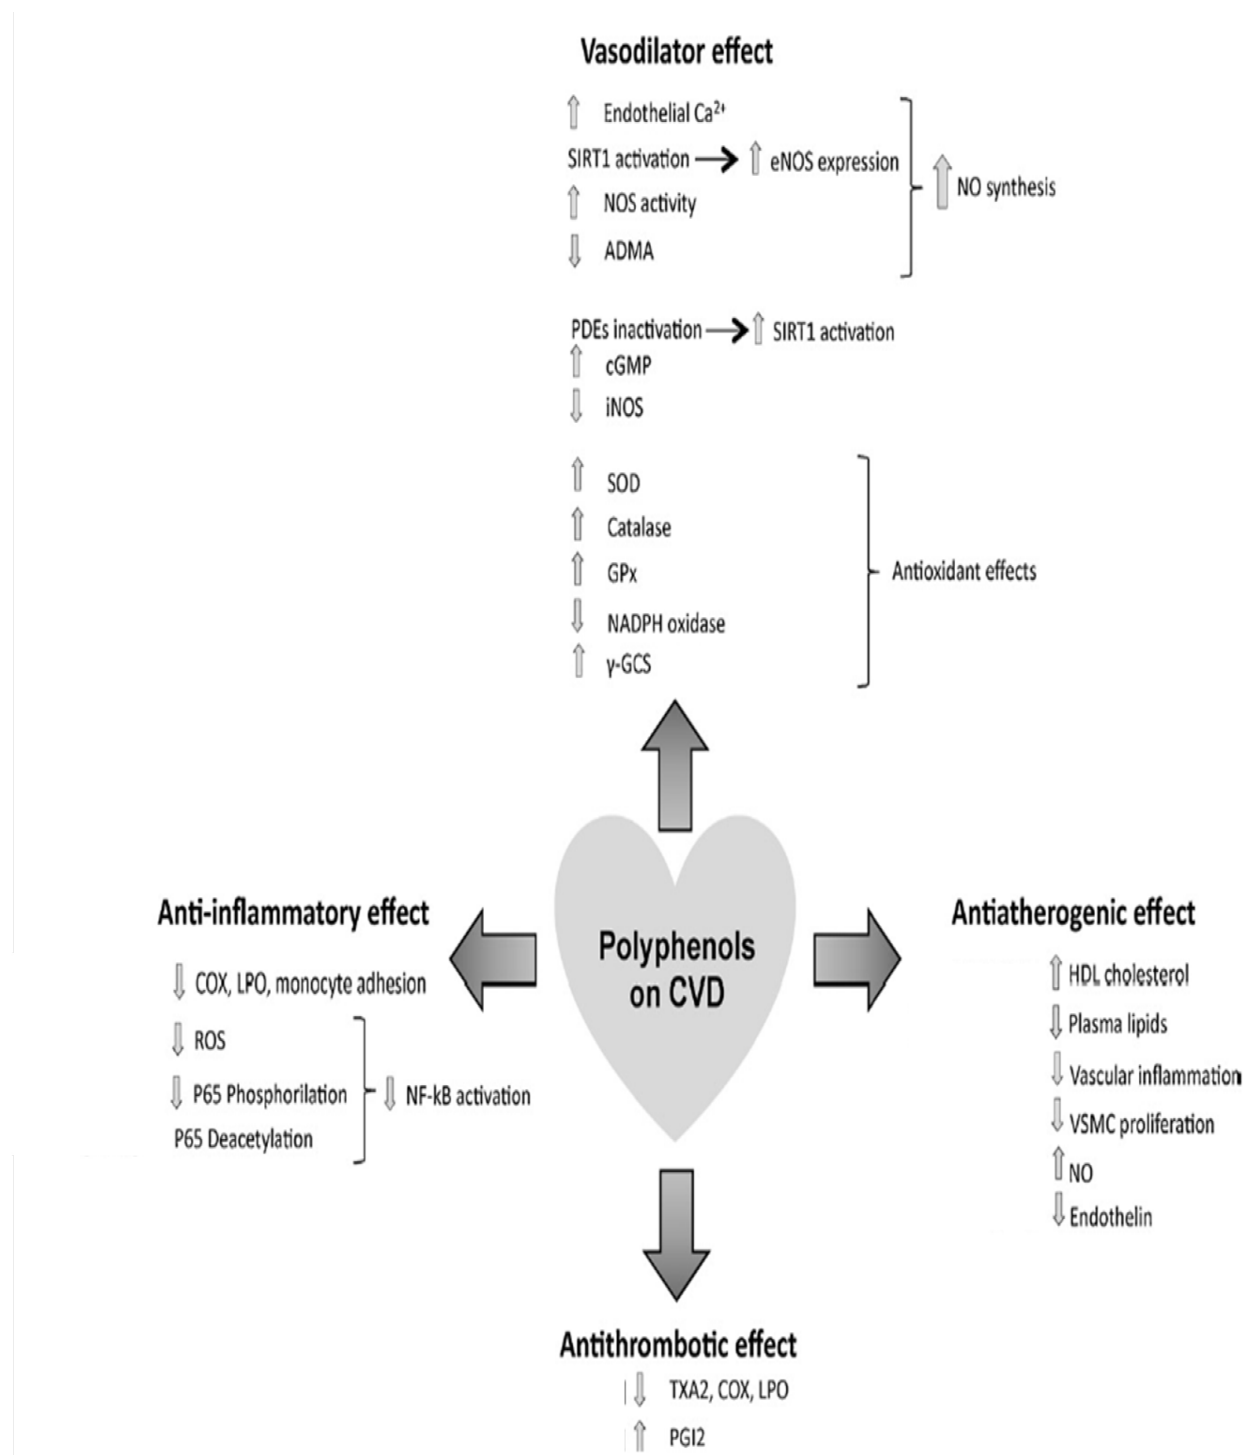 Vasodilator effect
Endothelial Ca²⁺
SIRT1 activation eNOS expression
NO synthesis
NOS activity
ADMA
PDEs inactivation SIRT1 activation
cGMP
iNOS
SOD
Catalase
GPx
Antioxidant effects
NADPH oxidase
γ-GCS
Anti-inflammatory effect
COX, LPO, monocyte adhesion
ROS
P65 Phosphorilation
NF-kB activation
P65 Deacetylation
Polyphenols
on CVD
Antiatherogenic effect
HDL cholesterol
Plasma lipids
Vascular inflammation
VSMC proliferation
NO
Endothelin
Antithrombotic effect
TXA2, COX, LPO
PGI2